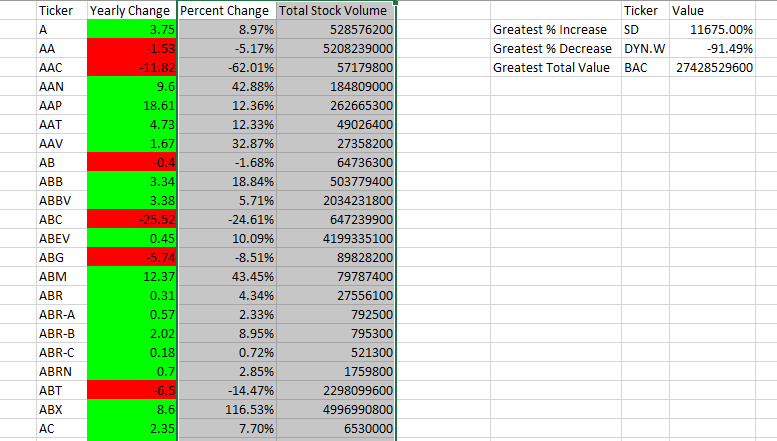 Ticker Yearly Change Percent Change Total Stock Volume Ticker Value
A 3.75 8.97% 528576200 Greatest % Increase SD 11675.00%
AA -1.53 -5.17% 5208239000 Greatest % Decrease DYN.W -91.49%
AAC -11.82 -62.01% 57179800 Greatest Total Value BAC 27428529600
AAN 9.6 42.88% 184809000
AAP 18.61 12.36% 262665300
AAT 4.73 12.33% 49026400
AAV 1.67 32.87% 27358200
AB -0.4 -1.68% 64736300
ABB 3.34 18.84% 503779400
ABBV 3.38 5.71% 2034231800
ABC -25.52 -24.61% 647239900
ABEV 0.45 10.09% 4199335100
ABG -5.74 -8.51% 89828200
ABM 12.37 43.45% 79787400
ABR 0.31 4.34% 27556100
ABR-A 0.57 2.33% 792500
ABR-B 2.02 8.95% 795300
ABR-C 0.18 0.72% 521300
ABRN 0.7 2.85% 1759800
ABT -6.5 -14.47% 2298099600
ABX 8.6 116.53% 4996990800
AC 2.35 7.70% 6530000